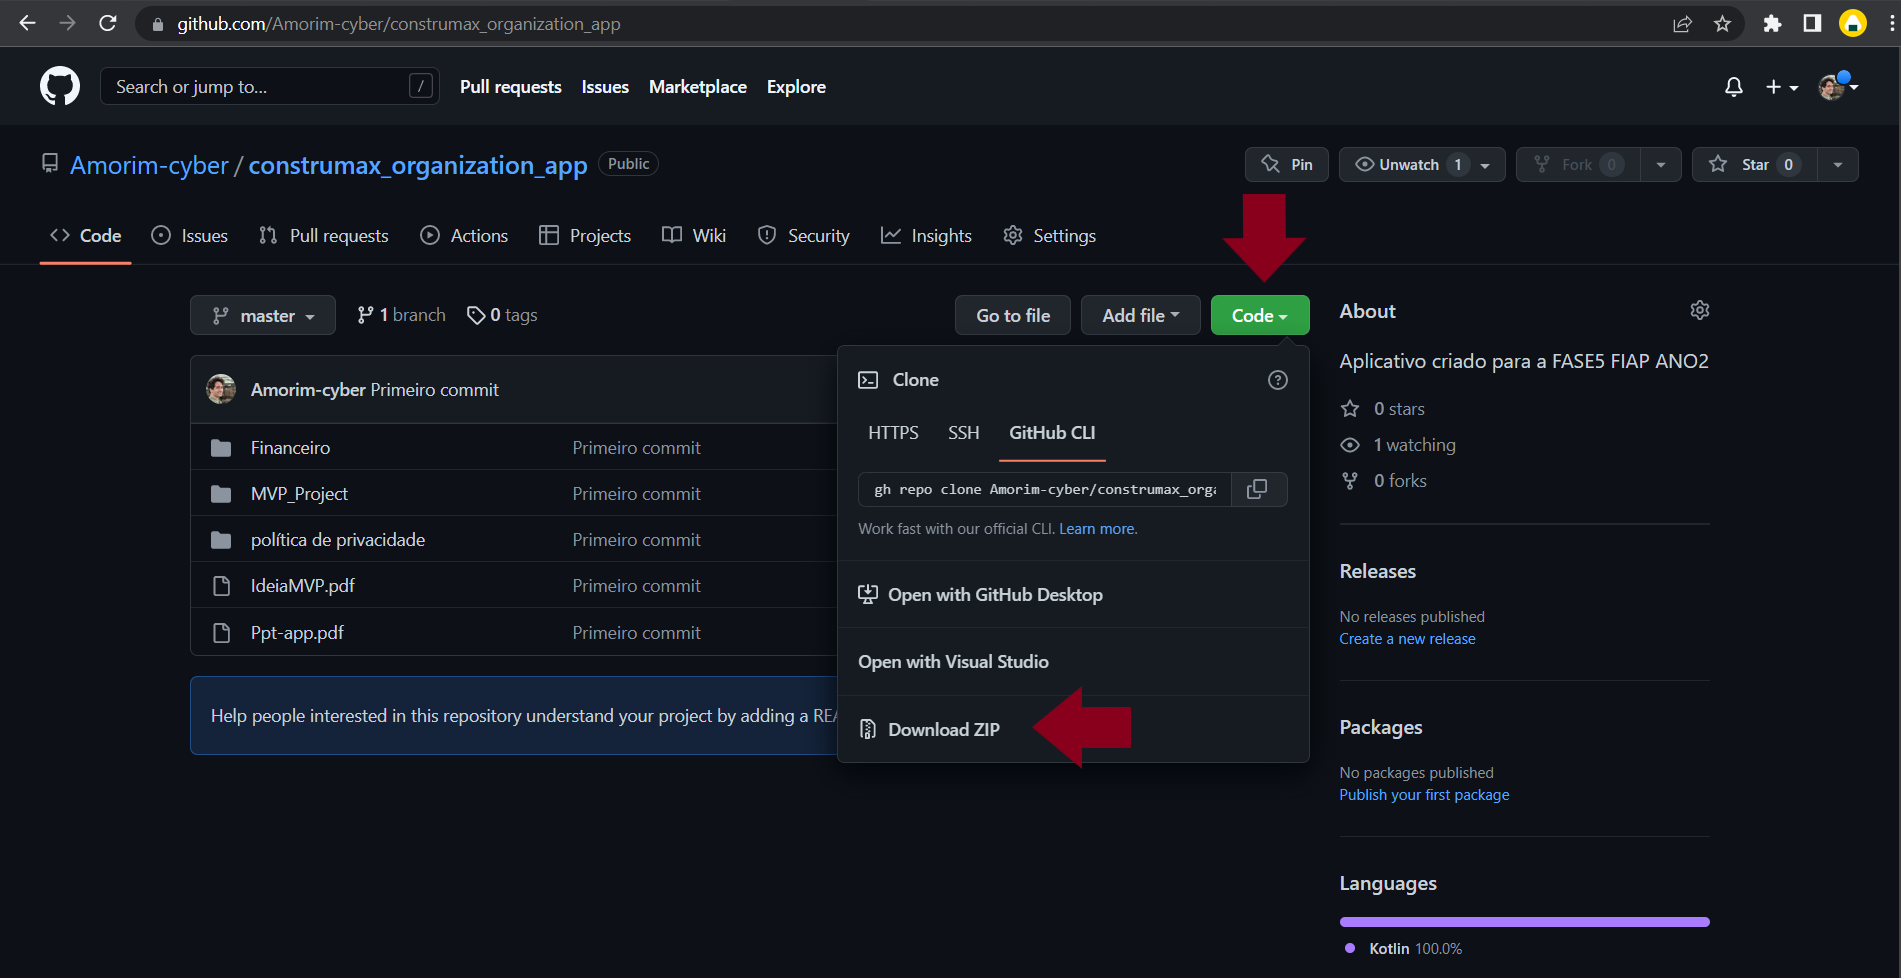 github.com/Amorim-cyber/construmax_organization_app
Search or jump to... /
Pull requests Issues Marketplace Explore
Amorim-cyber / construmax_organization_app Public
Pin Unwatch 1 Fork 0 Star 0
Code Issues Pull requests Actions Projects Wiki Security Insights Settings
master 1 branch 0 tags Go to file Add file Code
Amorim-cyber Primeiro commit
Financeiro Primeiro commit
MVP_Project Primeiro commit
política de privacidade Primeiro commit
IdeiaMVP.pdf Primeiro commit
Ppt-app.pdf Primeiro commit
Help people interested in this repository understand your project by adding a REA
Clone
HTTPS SSH GitHub CLI
gh repo clone Amorim-cyber/construmax_orga
Work fast with our official CLI. Learn more.
Open with GitHub Desktop
Open with Visual Studio
Download ZIP
About
Aplicativo criado para a FASE5 FIAP ANO2
0 stars
1 watching
0 forks
Releases
No releases published
Create a new release
Packages
No packages published
Publish your first package
Languages
Kotlin 100.0%